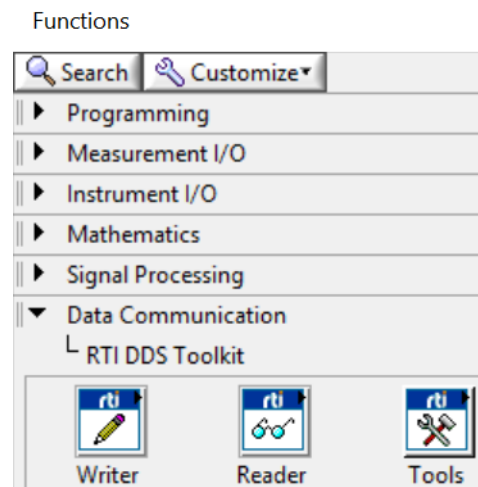 Functions
Search Customize
Programming
Measurement I/O
Instrument I/O
Mathematics
Signal Processing
Data Communication
RTI DDS Toolkit
rti rti rti
Writer Reader Tools